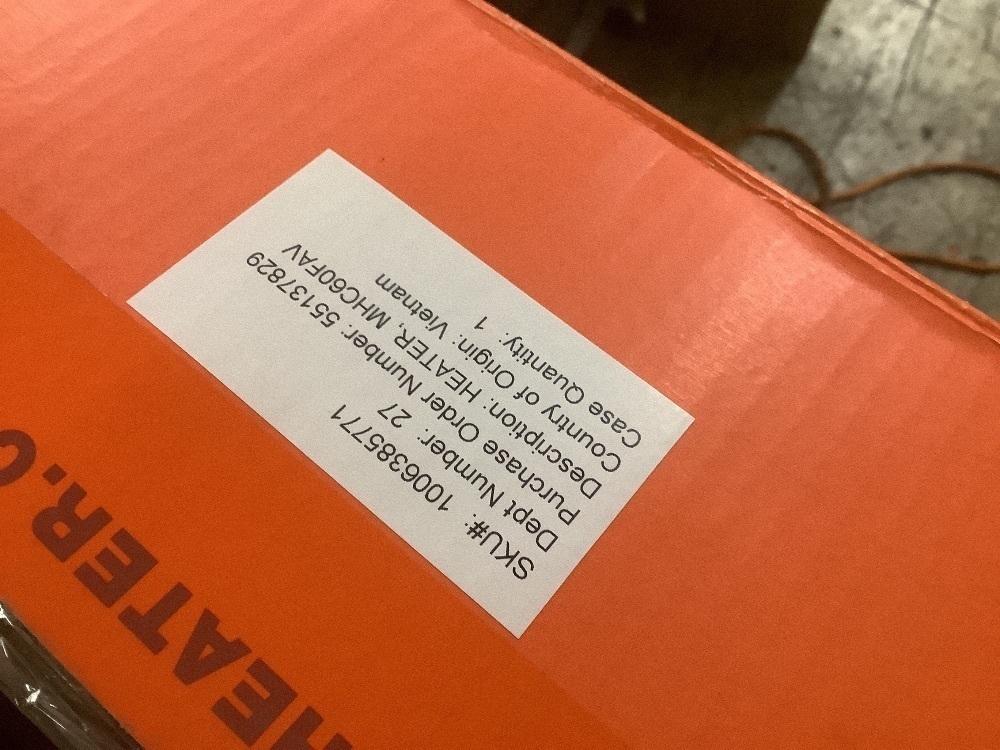 SKU#: 1006385771
Dept Number: 27
Purchase Order Number: 55137829
Description: HEATER, MHC60FAV
Country of Origin: Vietnam
Case Quantity: 1
HEATER.